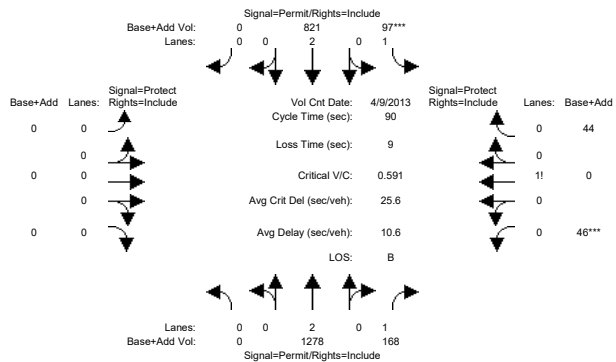 Signal=Permit/Rights=Include
Base+Add Vol: 0 821 97***
Lanes: 0 0 2 0 1
Signal=Protect Signal=Protect
Base+Add Lanes: Rights=Include Vol Cnt Date: 4/9/2013 Rights=Include Lanes: Base+Add
Cycle Time (sec): 90
0 0 0 44
Loss Time (sec): 9
0 0
0 0 Critical V/C: 0.591 1! 0
0 Avg Crit Del (sec/veh): 25.6 0
0 0 Avg Delay (sec/veh): 10.6 0 46***
LOS: B
Lanes: 0 0 2 0 1
Base+Add Vol: 0 1278 168
Signal=Permit/Rights=Include